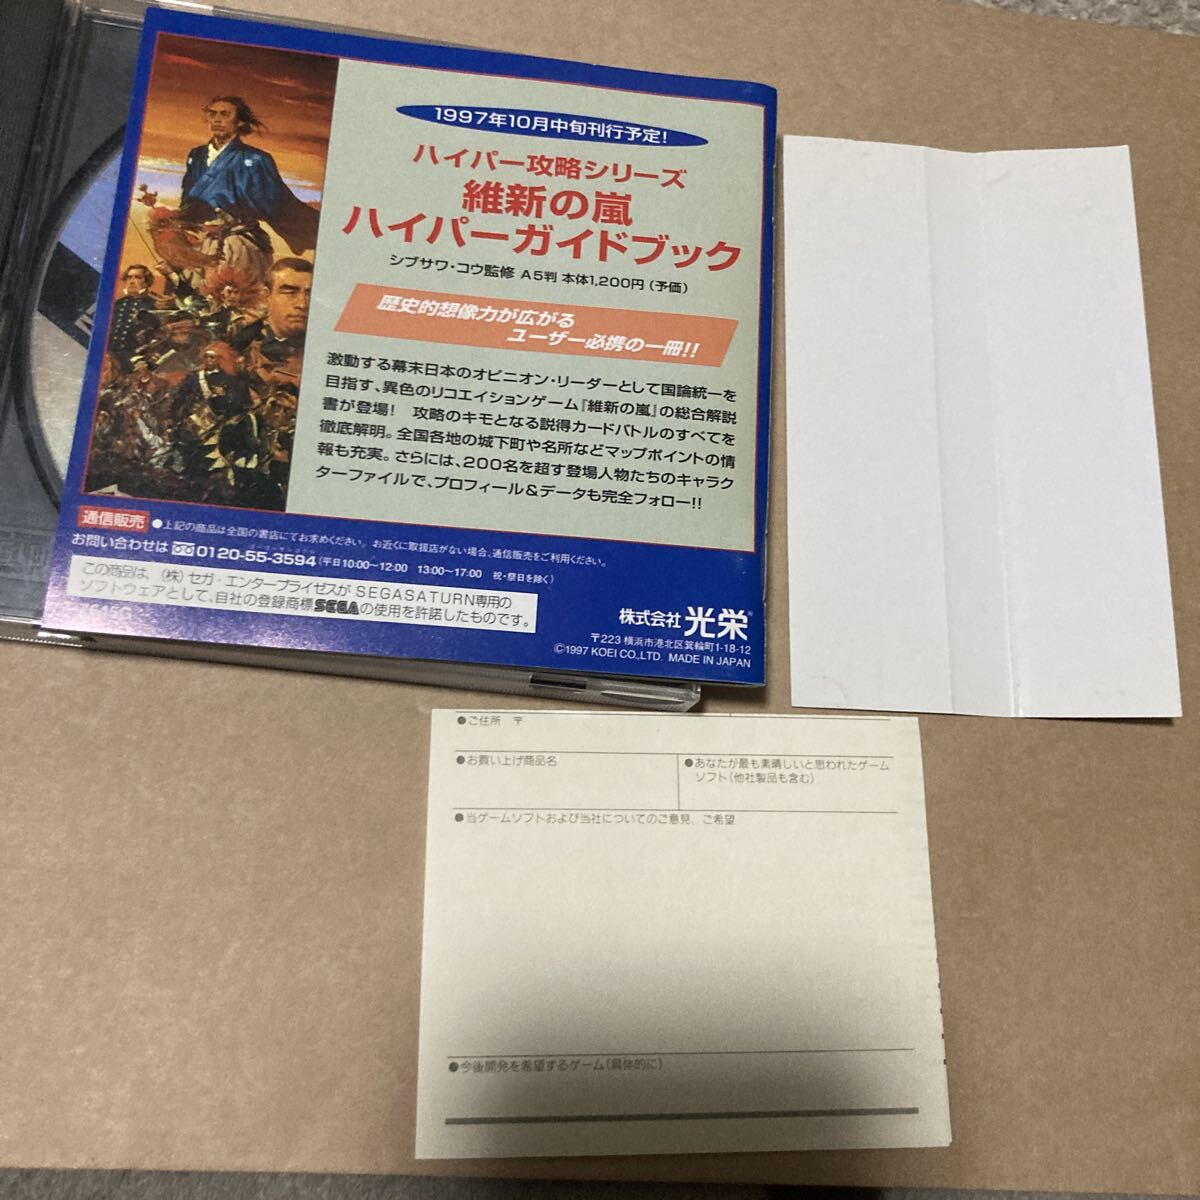 1997年10月中旬刊行予定!
ハイパー攻略シリーズ
維新の嵐
ハイパーガイドブック
シブサワ・コウ監修 A5判 本体1,200円(予価)
歴史的想像力が広がる
ユーザー必携の一冊!!
激動する幕末日本のオピニオン・リーダーとして国論統一を
目指す、異色のリコエイションゲーム『維新の嵐』の総合解説
書が登場! 攻略のキモとなる説得カードバトルのすべてを
徹底解明。全国各地の城下町や名所などマップポイントの情
報も充実。さらには、200名を超す登場人物たちのキャラク
ターファイルで、プロフィール&データも完全フォロー!!
通信販売 ●上記の商品は全国の書店にてお求めください。お近くに取扱店がない場合、通信販売をご利用ください。
お問い合わせは 0120-55-3594(平日10:00~12:00 13:00~17:00 祝・祭日を除く)
この商品は、(株)セガ・エンタープライゼスがSEGASATURN専用の
ソフトウェアとして、自社の登録商標SEGAの使用を許諾したものです。
株式会社 光栄®
〒223 横浜市港北区箕輪町1-18-12
©1997 KOEI CO.,LTD. MADE IN JAPAN
●ご住所 〒
●お買い上げ商品名
●あなたが最も素晴しいと思われたゲーム
ソフト(他社製品も含む)
●当ゲームソフトおよび当社についてのご意見、ご希望
●今後開発を希望するゲーム(具体的に)